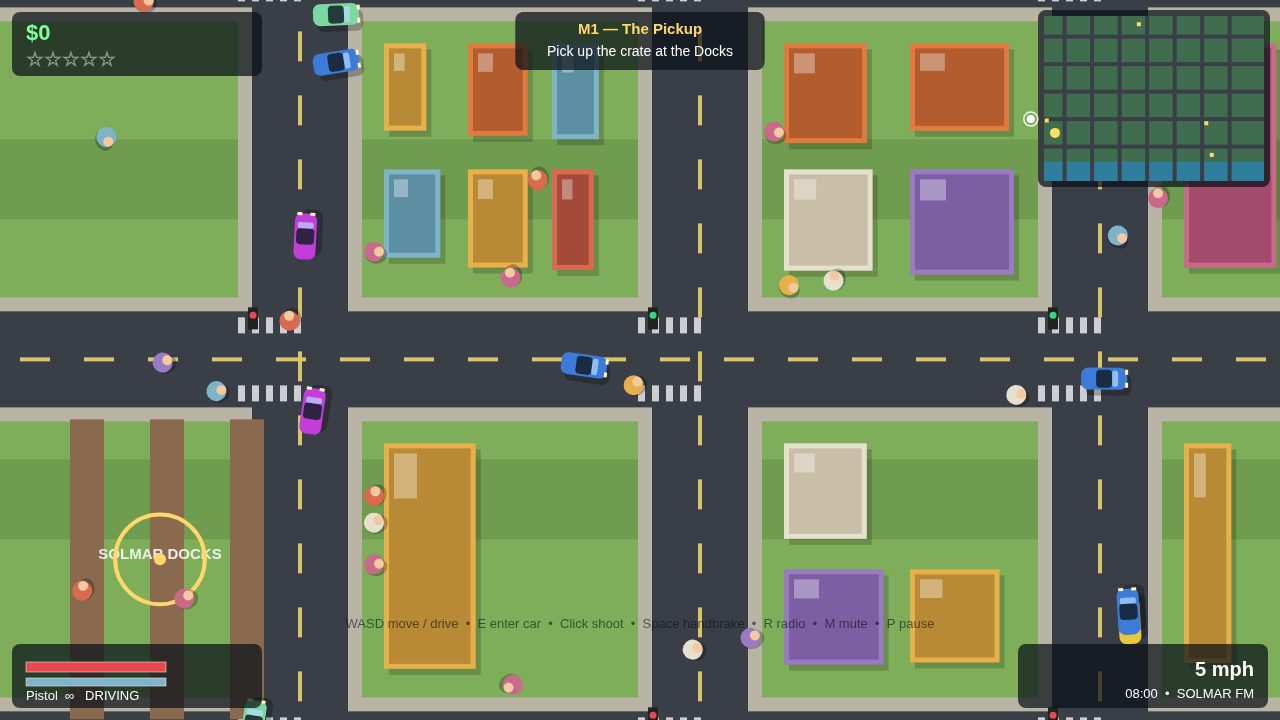 $0
☆☆☆☆☆
M1 — The Pickup
Pick up the crate at the Docks
SOLMAR DOCKS
WASD move / drive • E enter car • Click shoot • Space handbrake • R radio • M mute • P pause
Pistol ∞ DRIVING
5 mph
08:00 • SOLMAR FM